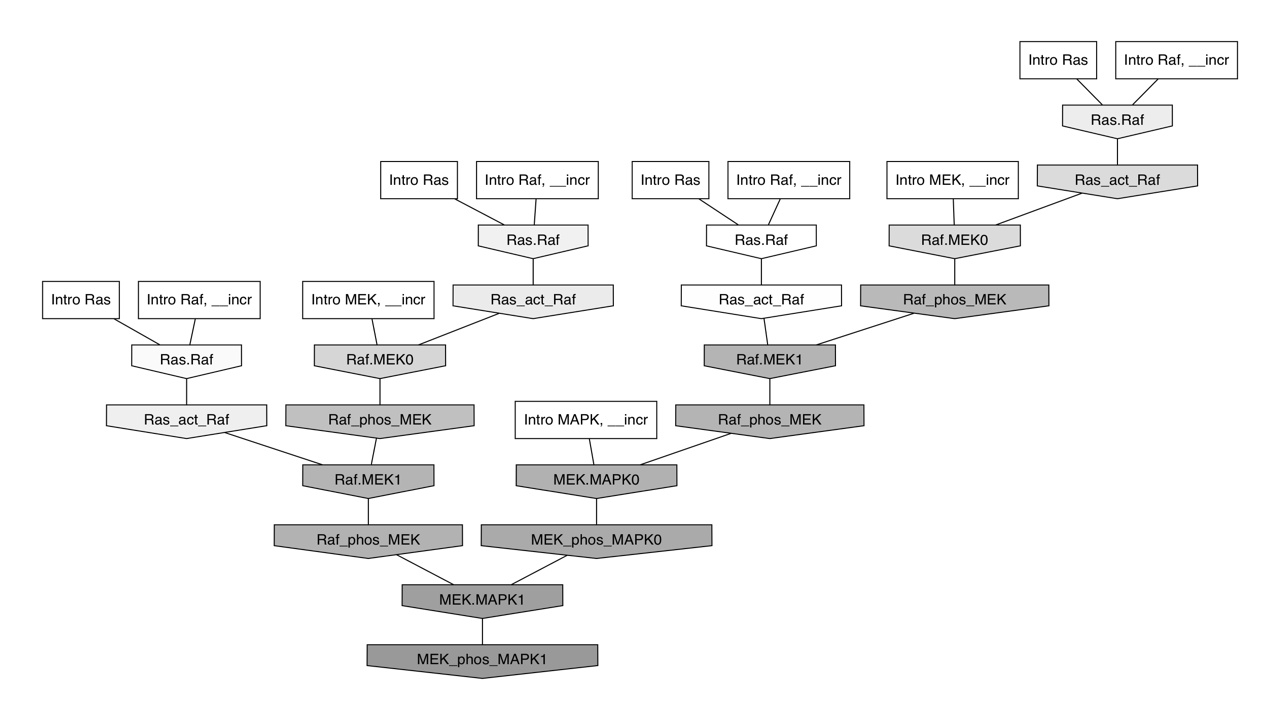 Intro Ras
Intro Raf, __incr
Ras.Raf
Intro Ras
Intro Raf, __incr
Intro Ras
Intro Raf, __incr
Intro MEK, __incr
Ras_act_Raf
Ras.Raf
Ras.Raf
Raf.MEK0
Intro Ras
Intro Raf, __incr
Intro MEK, __incr
Ras_act_Raf
Ras_act_Raf
Raf_phos_MEK
Ras.Raf
Raf.MEK0
Raf.MEK1
Ras_act_Raf
Raf_phos_MEK
Intro MAPK, __incr
Raf_phos_MEK
Raf.MEK1
MEK.MAPK0
Raf_phos_MEK
MEK_phos_MAPK0
MEK.MAPK1
MEK_phos_MAPK1